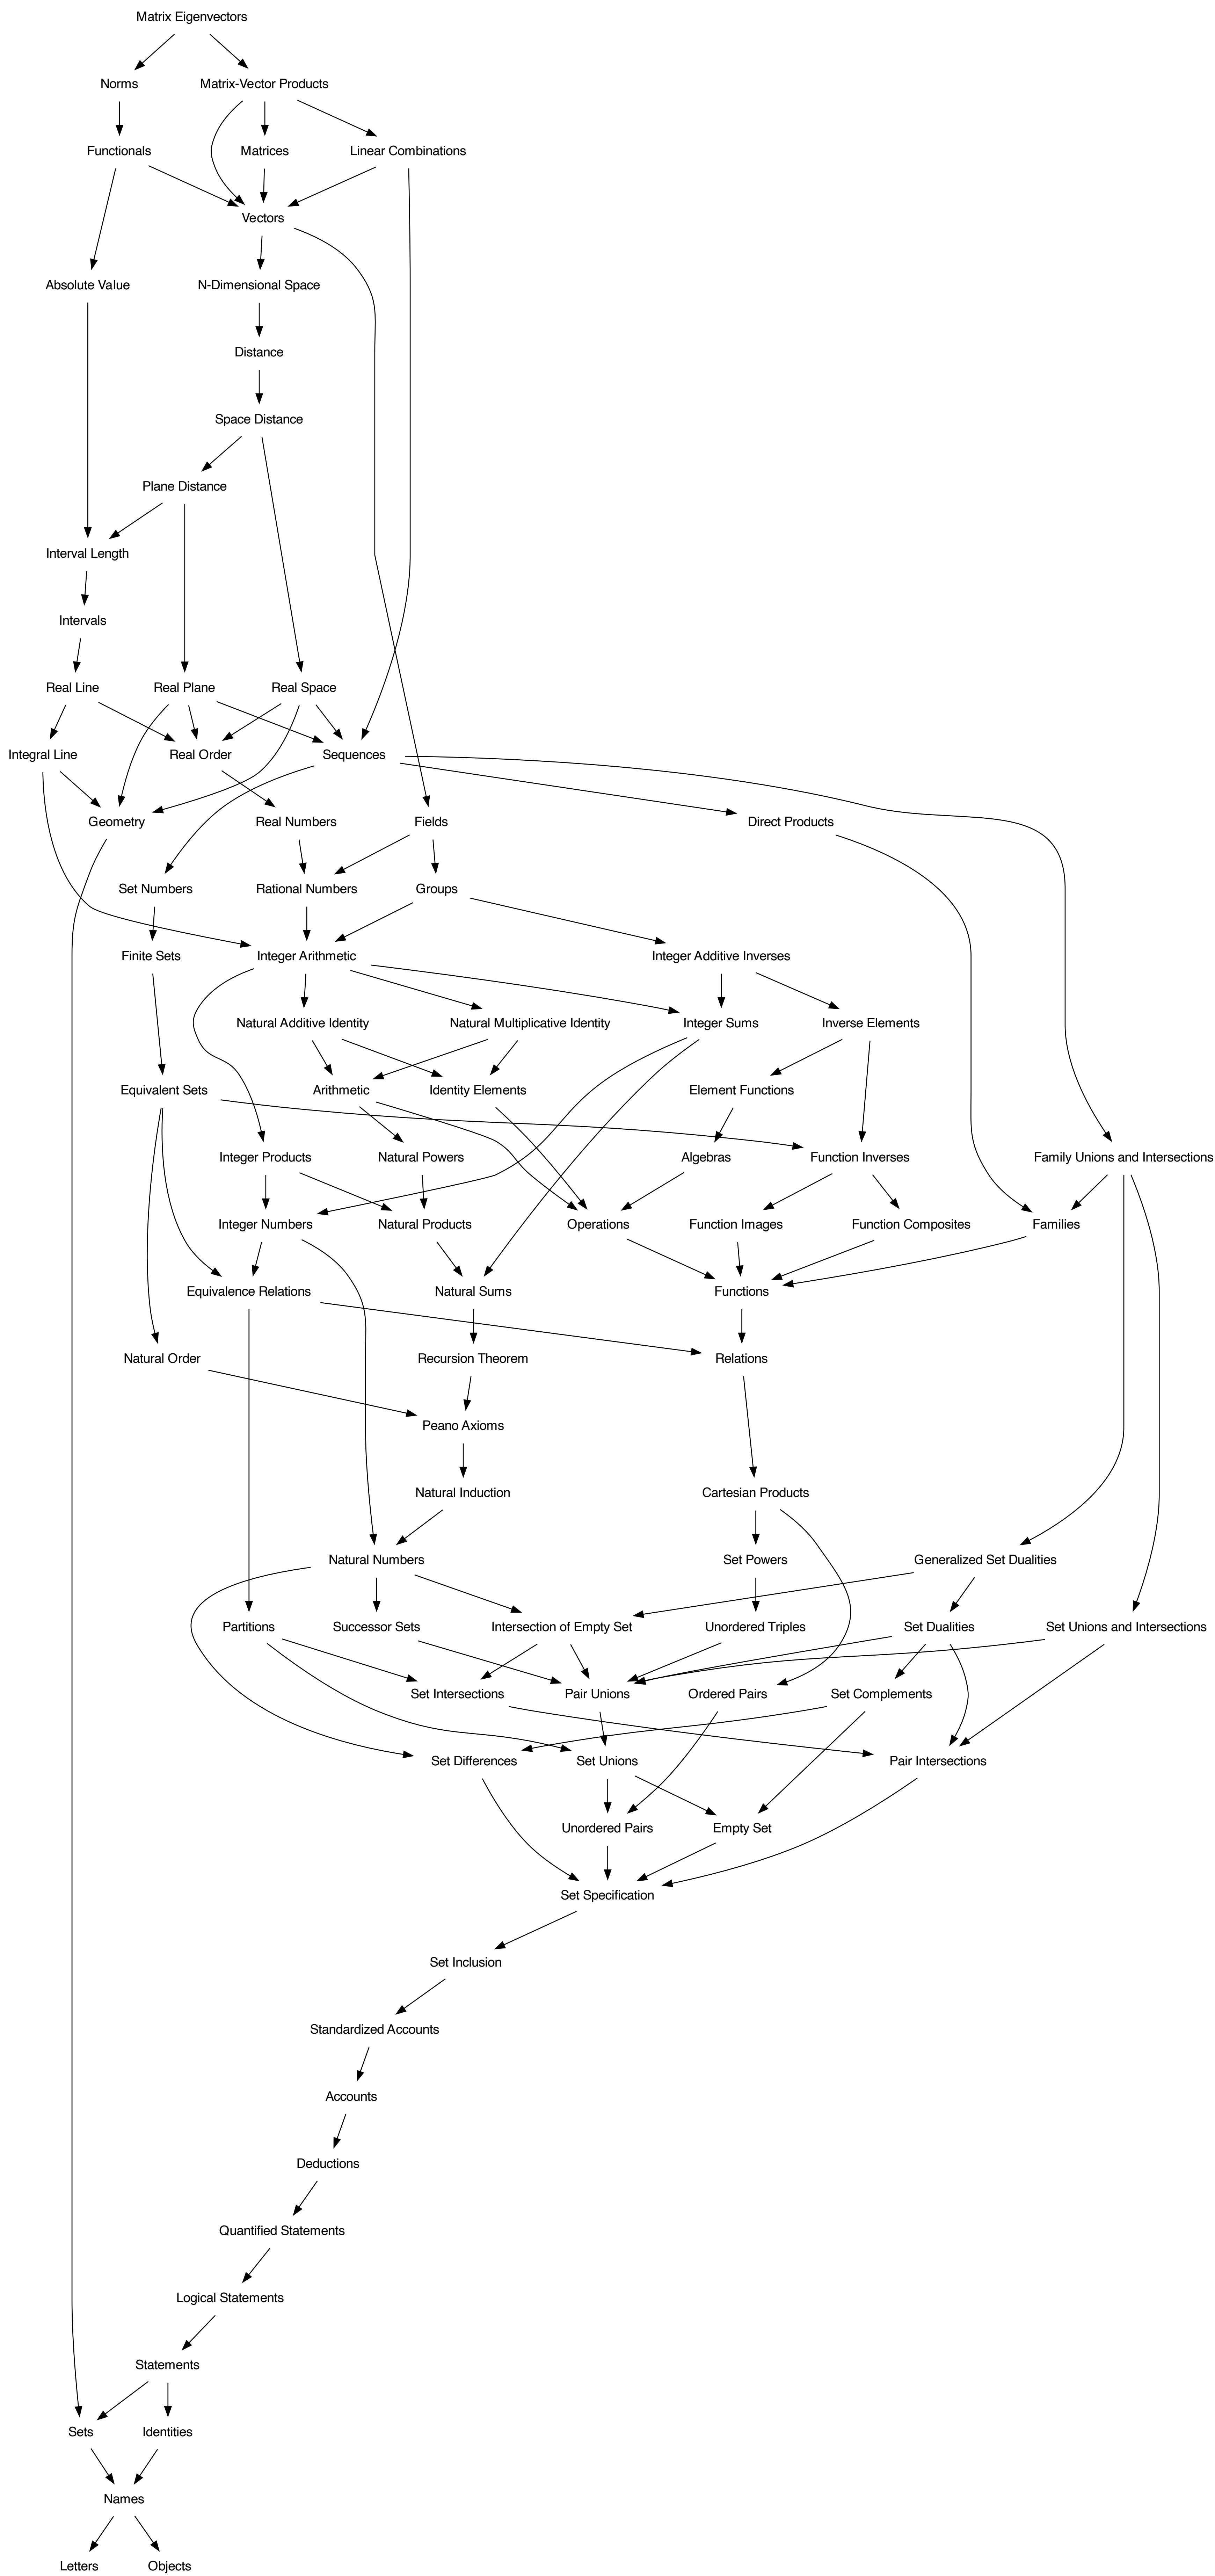 Matrix Eigenvectors
Norms
Matrix-Vector Products
Functionals
Matrices
Linear Combinations
Vectors
Absolute Value
N-Dimensional Space
Distance
Space Distance
Plane Distance
Interval Length
Intervals
Real Line
Real Plane
Real Space
Integral Line
Real Order
Sequences
Geometry
Real Numbers
Fields
Direct Products
Set Numbers
Rational Numbers
Groups
Finite Sets
Integer Arithmetic
Integer Additive Inverses
Natural Additive Identity
Natural Multiplicative Identity
Integer Sums
Inverse Elements
Equivalent Sets
Arithmetic
Identity Elements
Element Functions
Integer Products
Natural Powers
Algebras
Function Inverses
Family Unions and Intersections
Integer Numbers
Natural Products
Operations
Function Images
Function Composites
Families
Equivalence Relations
Natural Sums
Functions
Natural Order
Recursion Theorem
Relations
Peano Axioms
Natural Induction
Cartesian Products
Natural Numbers
Set Powers
Generalized Set Dualities
Partitions
Successor Sets
Intersection of Empty Set
Unordered Triples
Set Dualities
Set Unions and Intersections
Set Intersections
Pair Unions
Ordered Pairs
Set Complements
Set Differences
Set Unions
Pair Intersections
Unordered Pairs
Empty Set
Set Specification
Set Inclusion
Standardized Accounts
Accounts
Deductions
Quantified Statements
Logical Statements
Statements
Sets
Identities
Names
Letters
Objects